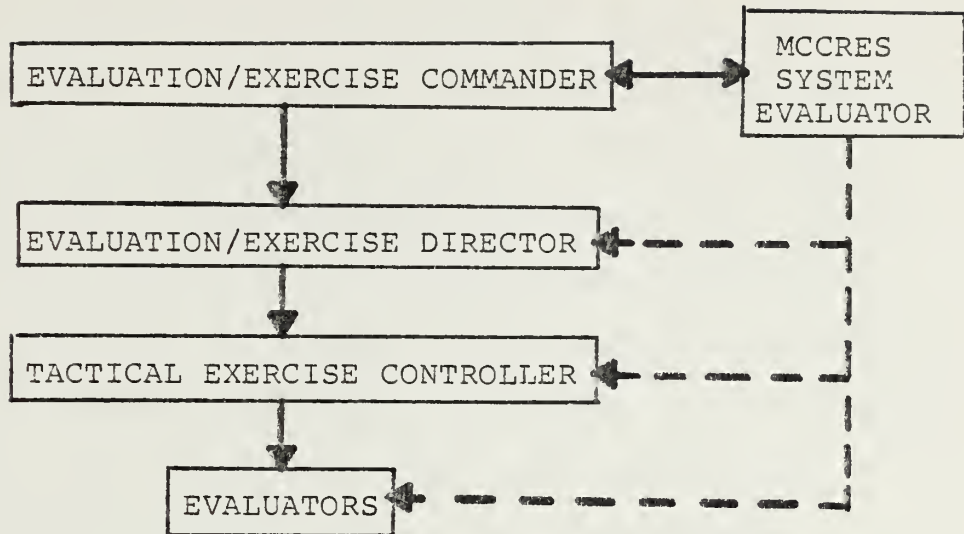 EVALUATION/EXERCISE COMMANDER
MCCRES
SYSTEM
EVALUATOR
EVALUATION/EXERCISE DIRECTOR
TACTICAL EXERCISE CONTROLLER
EVALUATORS